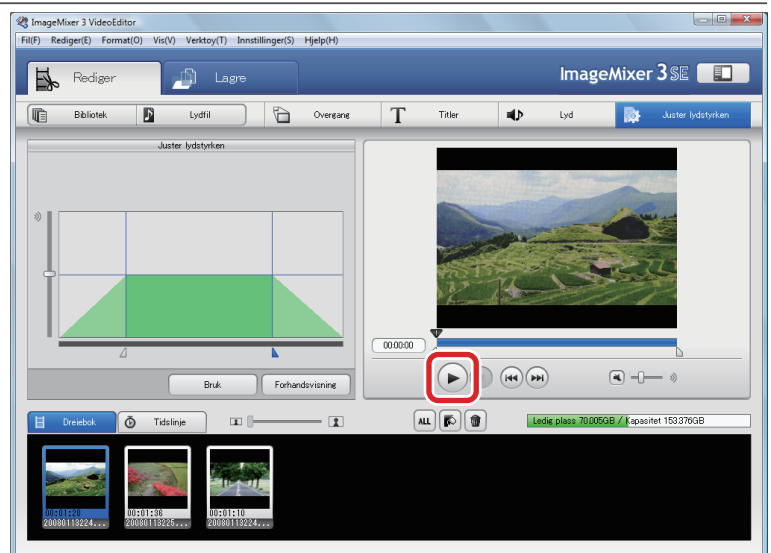 ImageMixer 3 VideoEditor
Fil(F) Rediger(E) Format(O) Vis(V) Verktoy(T) Innstillinger(S) Hjelp(H)
Rediger Lagre ImageMixer 3 SE
Bibliotek Lydfil Overgang T Titler Lyd Juster lydstyrken
Juster lydstyrken
00:00:00
Bruk Forhandsvisning
Dreiebok Tidslinje ALL Ledig plass 70.005GB / Kapasitet 153.376GB
00:01:20 00:01:36 00:01:10
20080113224... 20080113225... 20080113224...